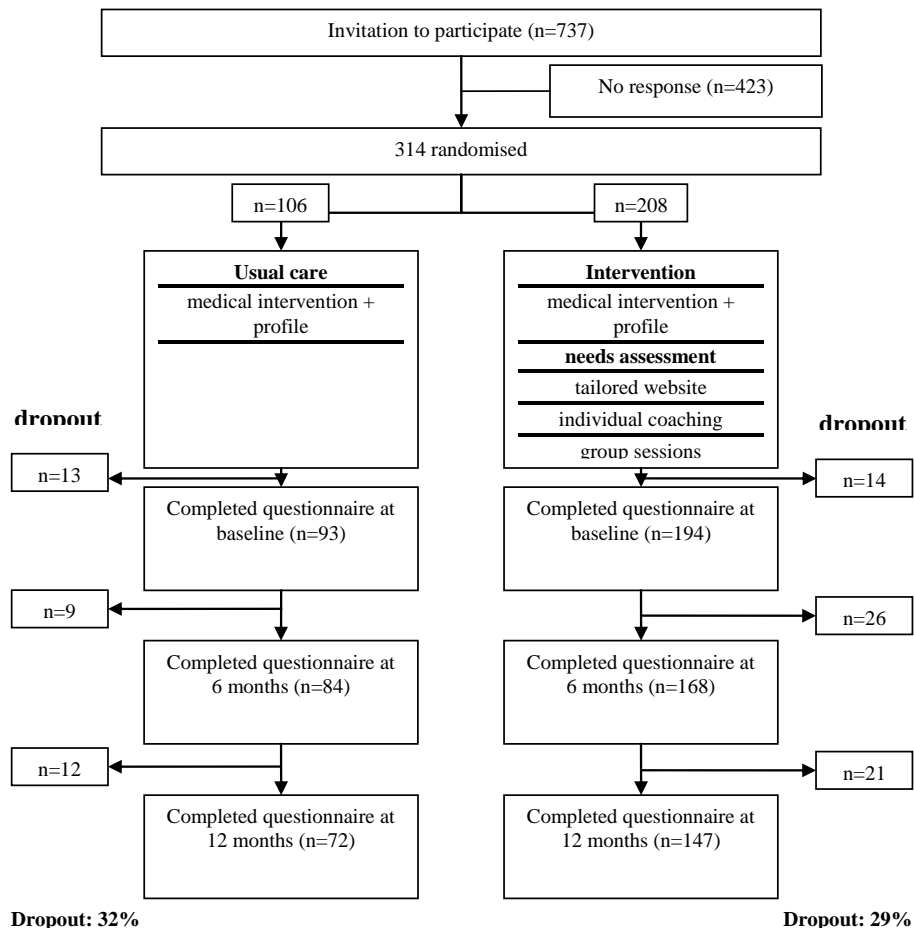 Invitation to participate (n=737)
No response (n=423)
314 randomised
n=106
n=208
Usual care
medical intervention +
profile
Intervention
medical intervention +
profile
needs assessment
tailored website
individual coaching
group sessions
dropout
dropout
n=13
n=14
Completed questionnaire at
baseline (n=93)
Completed questionnaire at
baseline (n=194)
n=9
n=26
Completed questionnaire at
6 months (n=84)
Completed questionnaire at
6 months (n=168)
n=12
n=21
Completed questionnaire at
12 months (n=72)
Completed questionnaire at
12 months (n=147)
Dropout: 32%
Dropout: 29%